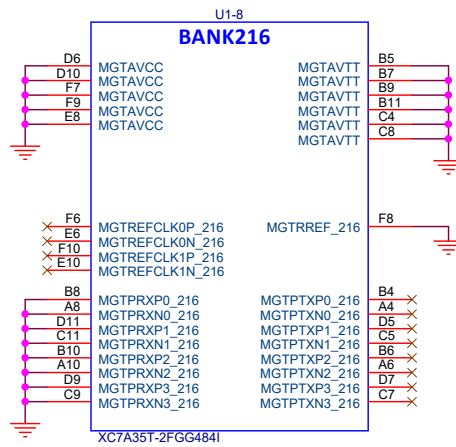 U1-8
BANK216
D6 MGTAVCC MGTAVTT B5
D10 MGTAVCC MGTAVTT B7
F7 MGTAVCC MGTAVTT B9
F9 MGTAVCC MGTAVTT B11
E8 MGTAVCC MGTAVTT C4
MGTAVTT C8
F6 MGTREFCLK0P_216 MGTRREF_216 F8
E6 MGTREFCLK0N_216
F10 MGTREFCLK1P_216
E10 MGTREFCLK1N_216
B8 MGTPRXP0_216 MGTPTXP0_216 B4
A8 MGTPRXN0_216 MGTPTXN0_216 A4
D11 MGTPRXP1_216 MGTPTXP1_216 D5
C11 MGTPRXN1_216 MGTPTXN1_216 C5
B10 MGTPRXP2_216 MGTPTXP2_216 B6
A10 MGTPRXN2_216 MGTPTXN2_216 A6
D9 MGTPRXP3_216 MGTPTXP3_216 D7
C9 MGTPRXN3_216 MGTPTXN3_216 C7
XC7A35T-2FGG484I